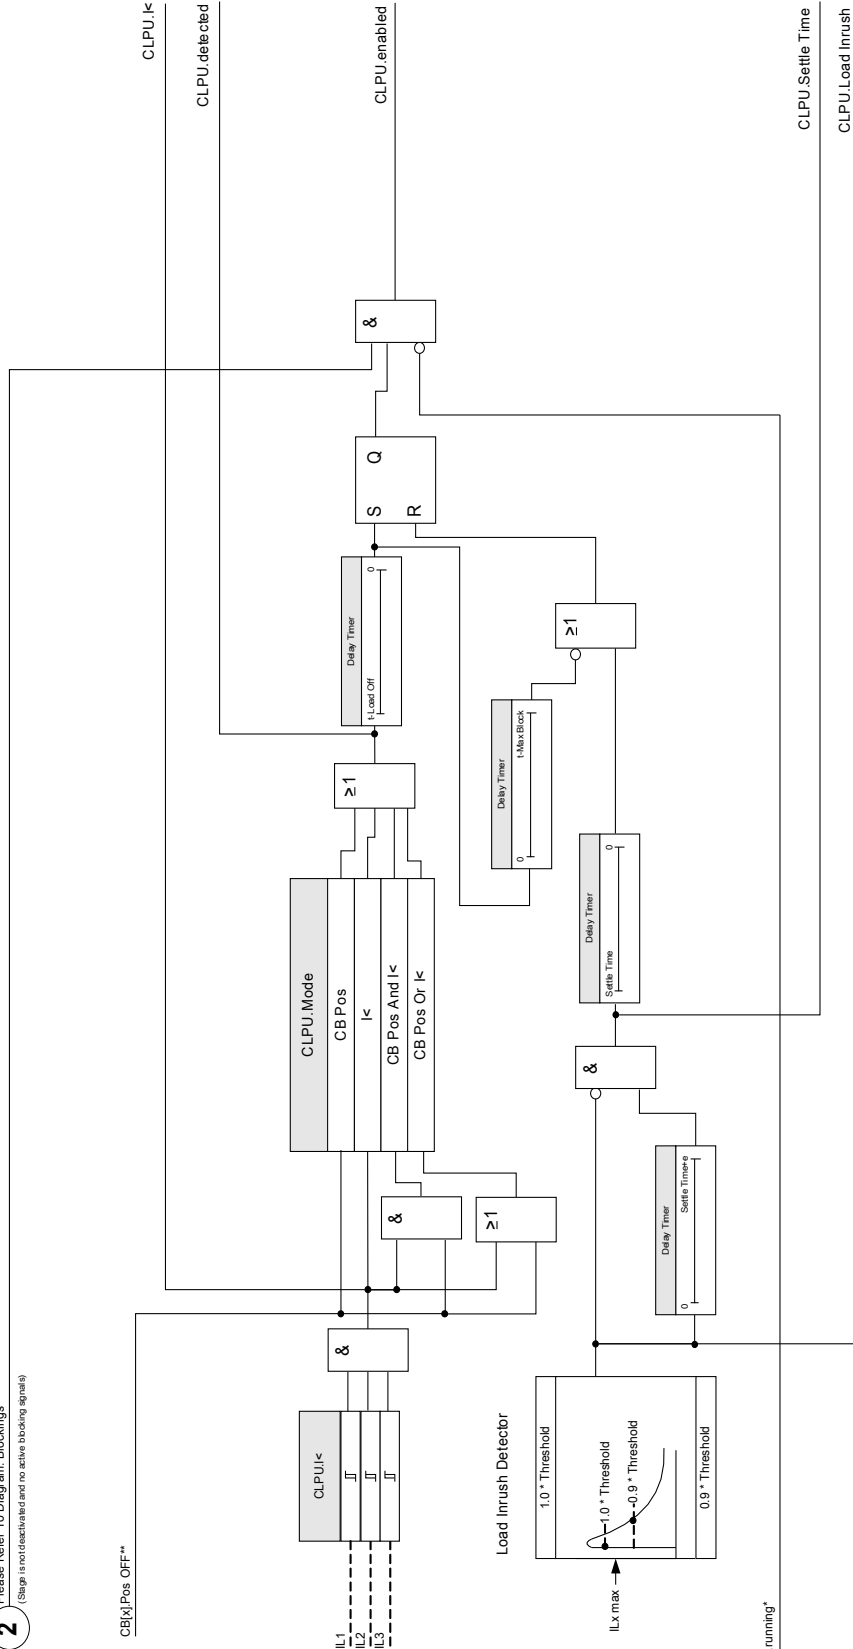 2
Please Refer To Diagram: Blockings
(Stage is not deactivated and no active blocking signals)
CB[x].Pos OFF**
CLPU.I<
CLPU.detected
CLPU.enabled
IL1
IL2
IL3
CLPU.I<
&
&
≥1
CLPU.Mode
CB Pos
I<
CB Pos And I<
CB Pos Or I<
≥1
Delay Timer
t-Load Off
0
S
Q
R
&
Delay Timer
0
t-Max Block
≥1
Load Inrush Detector
ILx max
1.0 * Threshold
1.0 * Threshold
0.9 * Threshold
0.9 * Threshold
Delay Timer
0
Settle Time+e
&
Delay Timer
Settle Time
0
running*
CLPU.Settle Time
CLPU.Load Inrush